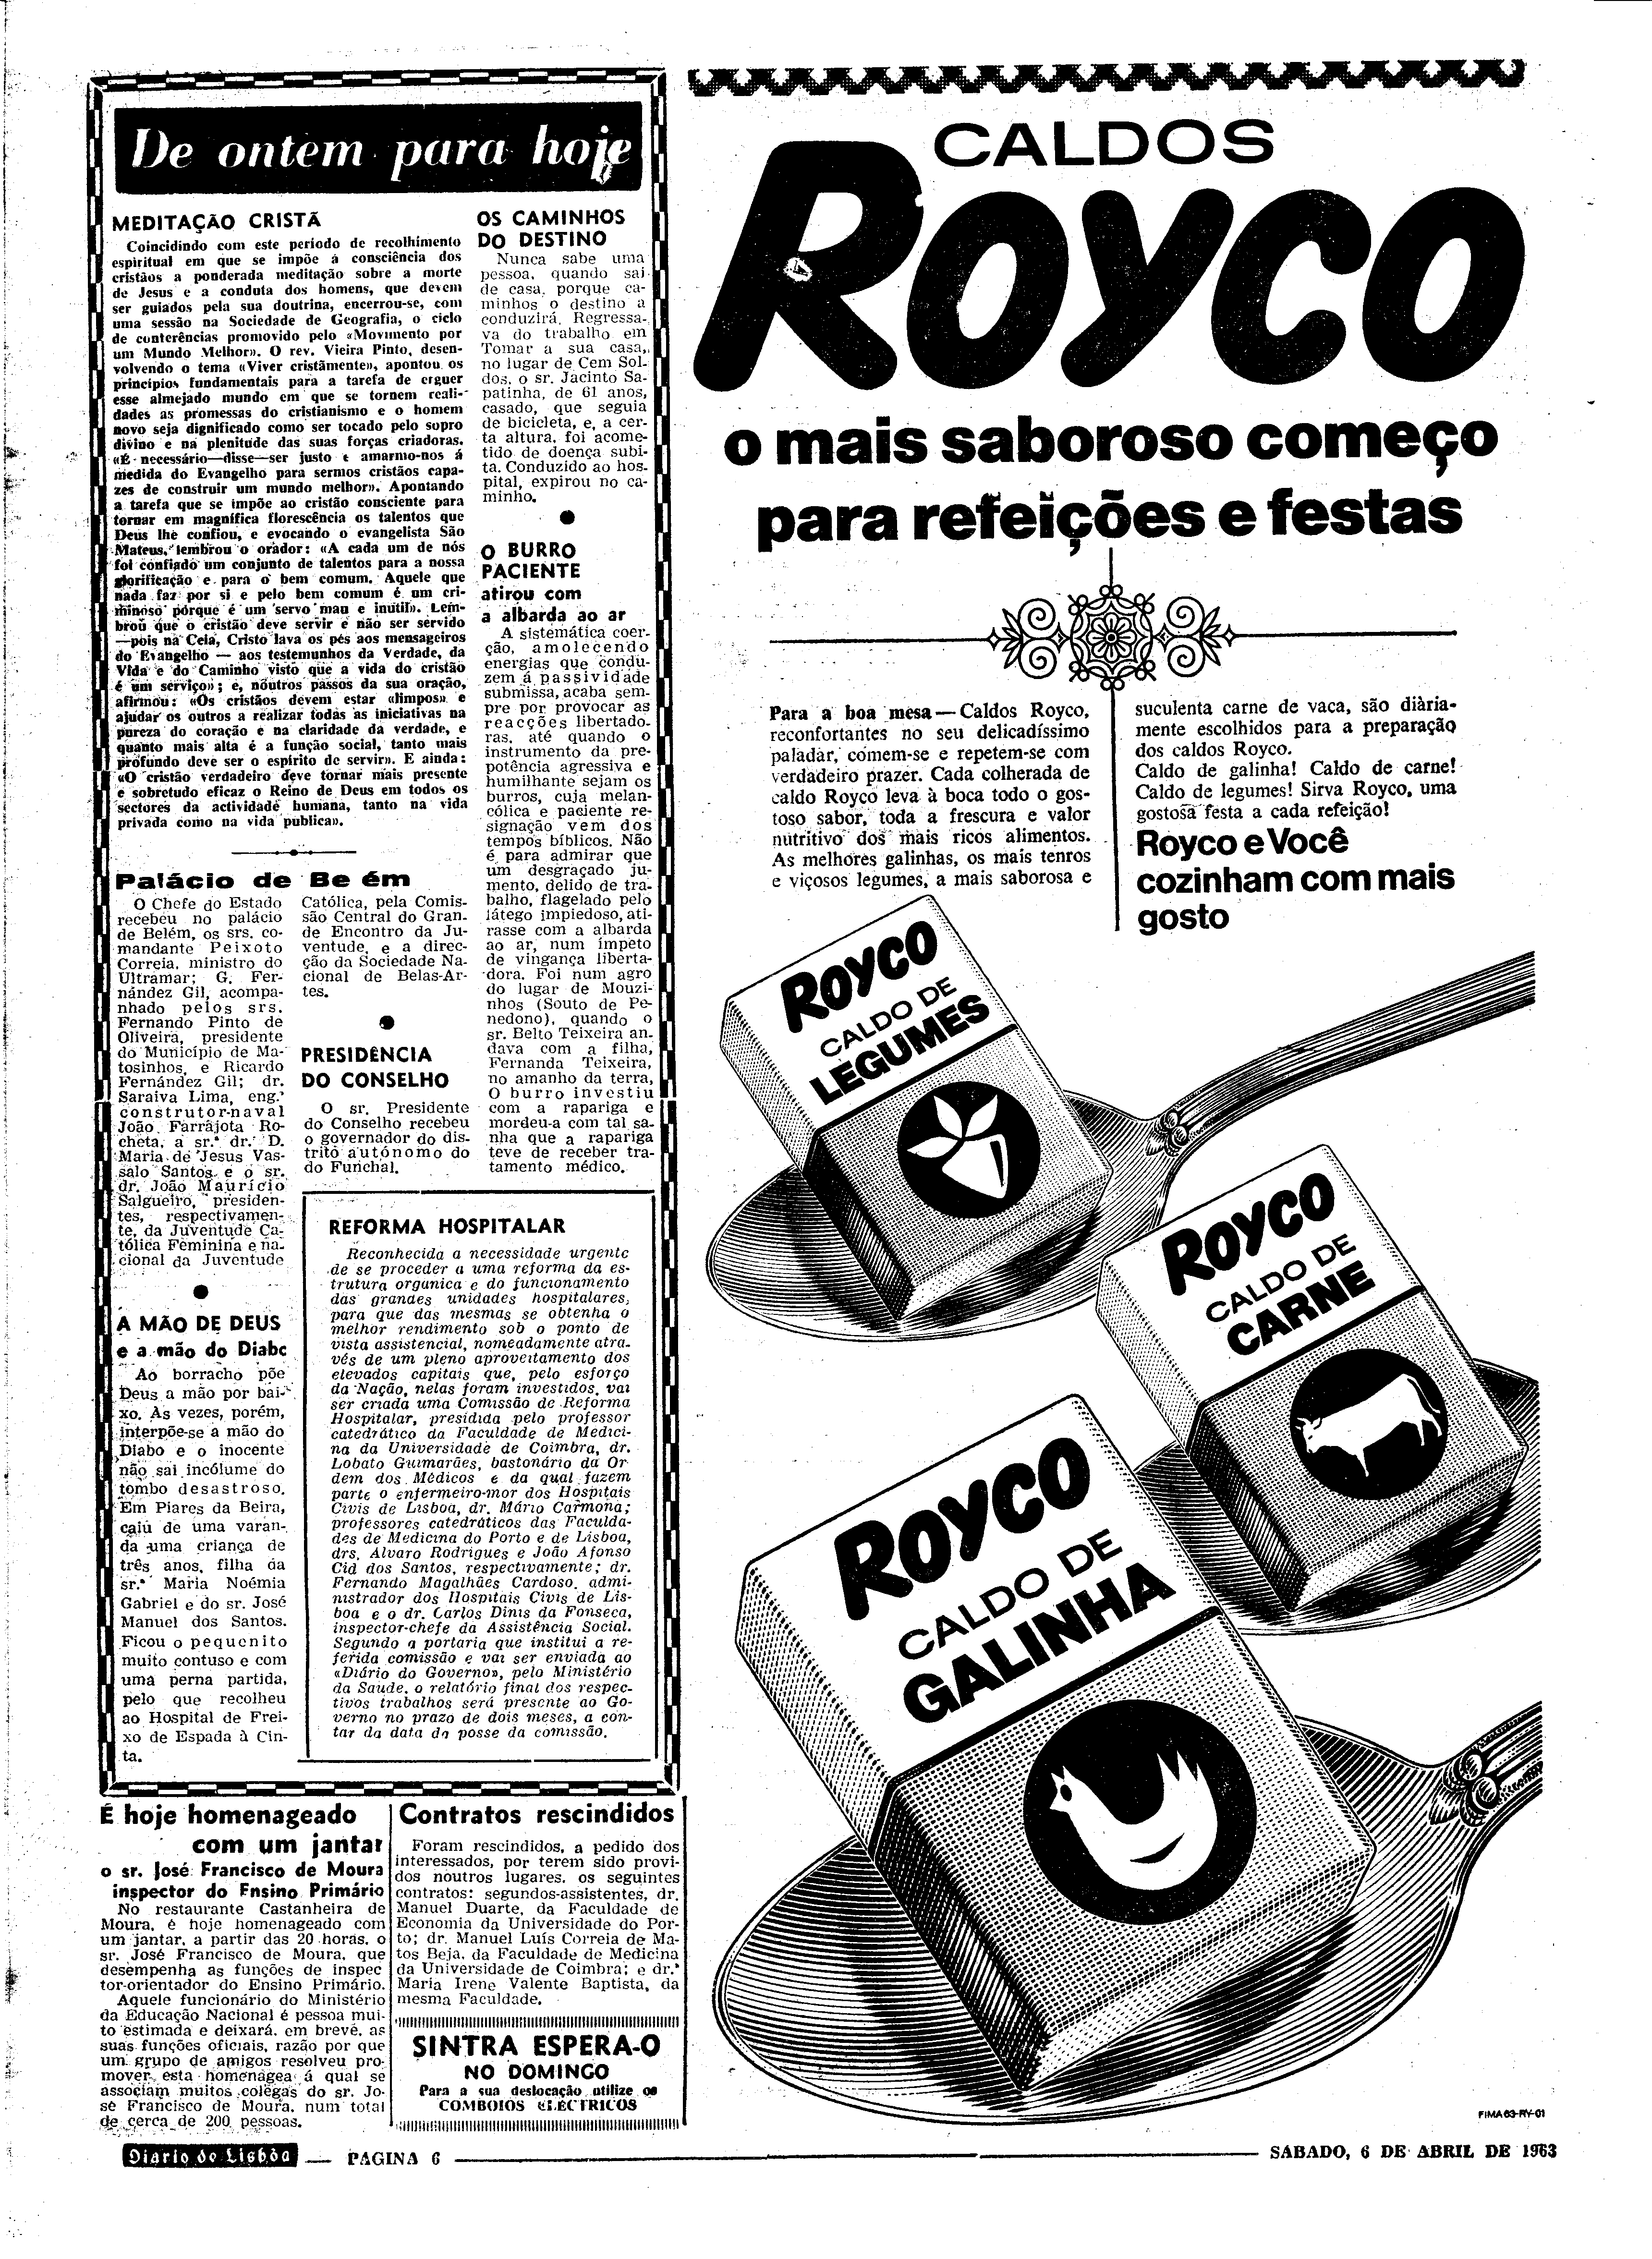 De ontem para hoje
MEDITAÇÃO CRISTÃ
Coincidindo com este período de recolhimento
espiritual em que se impõe á consciência dos
cristãos a ponderada meditação sobre a morte
de Jesus e a conduta dos homens, que devem
ser guiados pela sua doutrina, encerrou-se, com
uma sessão na Sociedade de Geografia, o ciclo
de conterências promovido pelo «Movimento por
um Mundo Melhor». O rev. Vieira Pinto, desen-
volvendo o tema «Viver cristãmente», apontou os
princípios fundamentais para a tarefa de erguer
esse almejado mundo em que se tornem reali-
dades as promessas do cristianismo e o homem
novo seja dignificado como ser tocado pelo sopro
divino e na plenitude das suas forças criadoras.
«É necessário—disse—ser justo e amarmo-nos á
medida do Evangelho para sermos cristãos capa-
zes de construir um mundo melhor». Apontando
a tarefa que se impõe ao cristão consciente para
tornar em magnífica florescência os talentos que
Deus lhe confiou, e evocando o evangelista São
Mateus, lembrou o orador: «A cada um de nós
foi confiado um conjunto de talentos para a nossa
glorificação e para o bem comum. Aquele que
nada faz por si e pelo bem comum é um cri-
minoso porque é um servo mau e inutil». Lem-
brou que o cristão deve servir e não ser servido
—pois na Ceia, Cristo lava os pés aos mensageiros
do Evangelho — aos testemunhos da Verdade, da
Vida e do Caminho visto que a vida do cristão
é um serviço»; e, noutros passos da sua oração,
afirmou: «Os cristãos devem estar «limpos» e
ajudar os outros a realizar todas as iniciativas na
pureza do coração e na claridade da verdade, e
quanto mais alta é a função social, tanto mais
profundo deve ser o espírito de servir». E ainda:
«O cristão verdadeiro deve tornar mais presente
e sobretudo eficaz o Reino de Deus em todos os
sectores da actividade humana, tanto na vida
privada como na vida publica».
Palácio de Be ém
O Chefe do Estado
recebeu no palácio
de Belém, os srs. co-
mandante Peixoto
Correia, ministro do
Ultramar; G. Fer-
nández Gil, acompa-
nhado pelos srs.
Fernando Pinto de
Oliveira, presidente
do Município de Ma-
tosinhos, e Ricardo
Fernández Gil; dr.
Saraiva Lima, eng.º
construtor-naval
João Farrajota Ro-
cheta, a sr.ª dr.ª D.
Maria de Jesus Vas-
salo Santos e o sr.
dr. João Maurício
Salgueiro, presiden-
tes, respectivamen-
te, da Juventude Ca-
tólica Feminina e na-
cional da Juventude
Católica, pela Comis-
são Central do Gran-
de Encontro da Ju-
ventude, e a direc-
ção da Sociedade Na-
cional de Belas-Ar-
tes.
PRESIDÊNCIA
DO CONSELHO
O sr. Presidente
do Conselho recebeu
o governador do dis-
trito autónomo do
do Funchal.
A MÃO DE DEUS
e a mão do Diabc
Ao borracho põe
Deus a mão por bai-
xo. Às vezes, porém,
interpõe-se a mão do
Diabo e o inocente
não sai incólume do
tombo desastroso.
Em Piares da Beira,
caiu de uma varan-
da uma criança de
três anos, filha da
sr.ª Maria Noémia
Gabriel e do sr. José
Manuel dos Santos.
Ficou o pequenito
muito contuso e com
uma perna partida,
pelo que recolheu
ao Hospital de Frei-
xo de Espada à Cin-
ta.
OS CAMINHOS
DO DESTINO
Nunca sabe uma
pessoa, quando sai
de casa, porque ca-
minhos o destino a
conduzirá. Regressa-
va do trabalho em
Tomar a sua casa,
no lugar de Cem Sol-
dos, o sr. Jacinto Sa-
patinha, de 61 anos,
casado, que seguia
de bicicleta, e, a cer-
ta altura, foi acome-
tido de doença subi-
ta. Conduzido ao hos-
pital, expirou no ca-
minho.
O BURRO
PACIENTE
atirou com
a albarda ao ar
A sistemática coer-
ção, amolecendo
energias que condu-
zem á passividade
submissa, acaba sem-
pre por provocar as
reacções libertado-
ras, até quando o
instrumento da pre-
potência agressiva e
humilhante sejam os
burros, cuja melan-
cólica e paciente re-
signação vem dos
tempos bíblicos. Não
é para admirar que
um desgraçado ju-
mento, delido de tra-
balho, flagelado pelo
látego impiedoso, ati-
rasse com a albarda
ao ar, num ímpeto
de vingança liberta-
dora. Foi num agro
do lugar de Mouzi-
nhos (Souto de Pe-
nedono), quando o
sr. Belto Teixeira an-
dava com a filha,
Fernanda Teixeira,
no amanho da terra,
O burro investiu
com a rapariga e
mordeu-a com tal sa-
nha que a rapariga
teve de receber tra-
tamento médico.
REFORMA HOSPITALAR
Reconhecida a necessidade urgente
de se proceder a uma reforma da es-
trutura organica e do funcionamento
das grandes unidades hospitalares,
para que das mesmas se obtenha o
melhor rendimento sob o ponto de
vista assistencial, nomeadamente atra-
vés de um pleno aproveitamento dos
elevados capitais que, pelo esforço
da Nação, nelas foram investidos, vai
ser criada uma Comissão de Reforma
Hospitalar, presidida pelo professor
catedrático da Faculdade de Medici-
na da Universidade de Coimbra, dr.
Lobato Guimarães, bastonário da Or
dem dos Médicos e da qual fazem
parte o enfermeiro-mor dos Hospitais
Civis de Lisboa, dr. Mário Carmona;
professores catedráticos das Faculda-
des de Medicina do Porto e de Lisboa,
drs. Alvaro Rodrigues e João Afonso
Cid dos Santos, respectivamente; dr.
Fernando Magalhães Cardoso, admi-
nistrador dos Hospitais Civis de Lis-
boa e o dr. Carlos Dinis da Fonseca,
inspector-chefe da Assistência Social.
Segundo a portaria que institui a re-
ferida comissão e vai ser enviada ao
«Diário do Governo», pelo Ministério
da Saude, o relatório final dos respec-
tivos trabalhos será presente ao Go-
verno no prazo de dois meses, a con-
tar da data da posse da comissão.
É hoje homenageado
com um jantar
o sr. José Francisco de Moura
inspector do Ensino Primário
No restaurante Castanheira de
Moura, é hoje homenageado com
um jantar, a partir das 20 horas, o
sr. José Francisco de Moura, que
desempenha as funções de inspec
tor-orientador do Ensino Primário.
Aquele funcionário do Ministério
da Educação Nacional é pessoa mui-
to estimada e deixará, em breve, as
suas funções oficiais, razão por que
um grupo de amigos resolveu pro-
mover esta homenagea á qual se
associam muitos colegas do sr. Jo-
sé Francisco de Moura, num total
de cerca de 200 pessoas.
Contratos rescindidos
Foram rescindidos, a pedido dos
interessados, por terem sido provi-
dos noutros lugares, os seguintes
contratos: segundos-assistentes, dr.
Manuel Duarte, da Faculdade de
Economia da Universidade do Por-
to; dr. Manuel Luís Correia de Ma-
tos Beja, da Faculdade de Medicina
da Universidade de Coimbra; e dr.ª
Maria Irene Valente Baptista, da
mesma Faculdade.
SINTRA ESPERA-O
NO DOMINGO
Para a sua deslocação utilize os
COMBOIOS ELÉCTRICOS
CALDOS
ROYCO
o mais saboroso começo
para refeições e festas
Para a boa mesa — Caldos Royco,
reconfortantes no seu delicadíssimo
paladar, comem-se e repetem-se com
verdadeiro prazer. Cada colherada de
caldo Royco leva à boca todo o gos-
toso sabor, toda a frescura e valor
nutritivo dos mais ricos alimentos.
As melhores galinhas, os mais tenros
e viçosos legumes, a mais saborosa e
suculenta carne de vaca, são diària-
mente escolhidos para a preparação
dos caldos Royco.
Caldo de galinha! Caldo de carne!
Caldo de legumes! Sirva Royco, uma
gostosa festa a cada refeição!
Royco e Você
cozinham com mais
gosto
ROYCO
CALDO DE
LEGUMES
ROYCO
CALDO DE
CARNE
ROYCO
CALDO DE
GALINHA
FIMA 63-RY-01
Diario de Lisbôa — PAGINA 6
SABADO, 6 DE ABRIL DE 1963